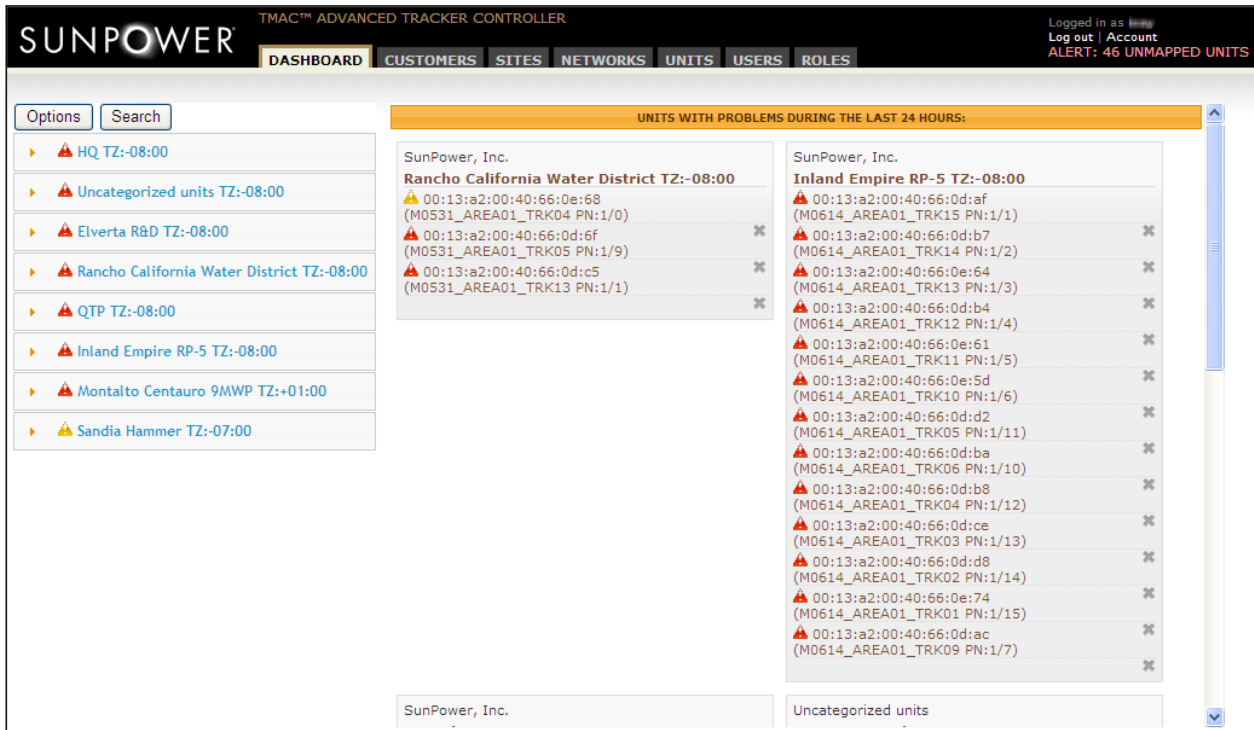 SUNPOWER
TMAC™ ADVANCED TRACKER CONTROLLER
Logged in as
Log out | Account
ALERT: 46 UNMAPPED UNITS
DASHBOARD CUSTOMERS SITES NETWORKS UNITS USERS ROLES
Options Search
HQ TZ:-08:00
Uncategorized units TZ:-08:00
Elverta R&D TZ:-08:00
Rancho California Water District TZ:-08:00
QTP TZ:-08:00
Inland Empire RP-5 TZ:-08:00
Montalto Centauro 9MWP TZ:+01:00
Sandia Hammer TZ:-07:00
UNITS WITH PROBLEMS DURING THE LAST 24 HOURS:
SunPower, Inc.
Rancho California Water District TZ:-08:00
00:13:a2:00:40:66:0e:68
(M0531_AREA01_TRK04 PN:1/0)
00:13:a2:00:40:66:0d:6f
(M0531_AREA01_TRK05 PN:1/9)
00:13:a2:00:40:66:0d:c5
(M0531_AREA01_TRK13 PN:1/1)
SunPower, Inc.
Inland Empire RP-5 TZ:-08:00
00:13:a2:00:40:66:0d:af
(M0614_AREA01_TRK15 PN:1/1)
00:13:a2:00:40:66:0d:b7
(M0614_AREA01_TRK14 PN:1/2)
00:13:a2:00:40:66:0e:64
(M0614_AREA01_TRK13 PN:1/3)
00:13:a2:00:40:66:0d:b4
(M0614_AREA01_TRK12 PN:1/4)
00:13:a2:00:40:66:0e:61
(M0614_AREA01_TRK11 PN:1/5)
00:13:a2:00:40:66:0e:5d
(M0614_AREA01_TRK10 PN:1/6)
00:13:a2:00:40:66:0d:d2
(M0614_AREA01_TRK05 PN:1/11)
00:13:a2:00:40:66:0d:ba
(M0614_AREA01_TRK06 PN:1/10)
00:13:a2:00:40:66:0d:b8
(M0614_AREA01_TRK04 PN:1/12)
00:13:a2:00:40:66:0d:ce
(M0614_AREA01_TRK03 PN:1/13)
00:13:a2:00:40:66:0d:d8
(M0614_AREA01_TRK02 PN:1/14)
00:13:a2:00:40:66:0e:74
(M0614_AREA01_TRK01 PN:1/15)
00:13:a2:00:40:66:0d:ac
(M0614_AREA01_TRK09 PN:1/7)
SunPower, Inc.
Uncategorized units